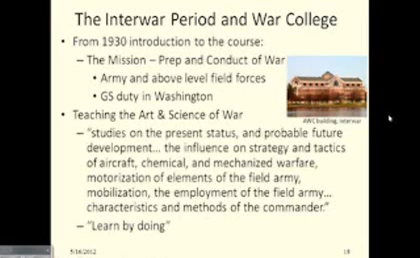 The Interwar Period and War College
• From 1930 introduction to the course:
– The Mission – Prep and Conduct of War
• Army and above level field forces
• GS duty in Washington
AWC building, interwar
• Teaching the Art & Science of War
– "studies on the present status, and probable future
development... the influence on strategy and tactics
of aircraft, chemical, and mechanized warfare,
motorization of elements of the field army,
mobilization, the employment of the field army...
characteristics and methods of the commander."
– "Learn by doing"
5/16/2012
18